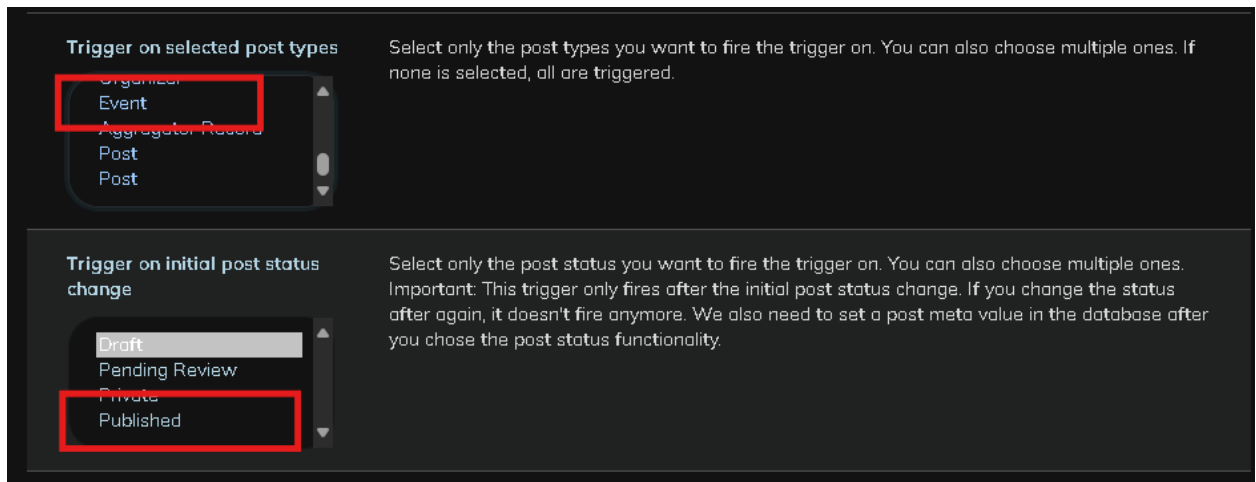 Trigger on selected post types
Select only the post types you want to fire the trigger on. You can also choose multiple ones. If
none is selected, all are triggered.
Organizer
Event
Aggregator Record
Post
Post
Trigger on initial post status
change
Select only the post status you want to fire the trigger on. You can also choose multiple ones.
Important: This trigger only fires after the initial post status change. If you change the status
after again, it doesn't fire anymore. We also need to set a post meta value in the database after
you chose the post status functionality.
Draft
Pending Review
Private
Published